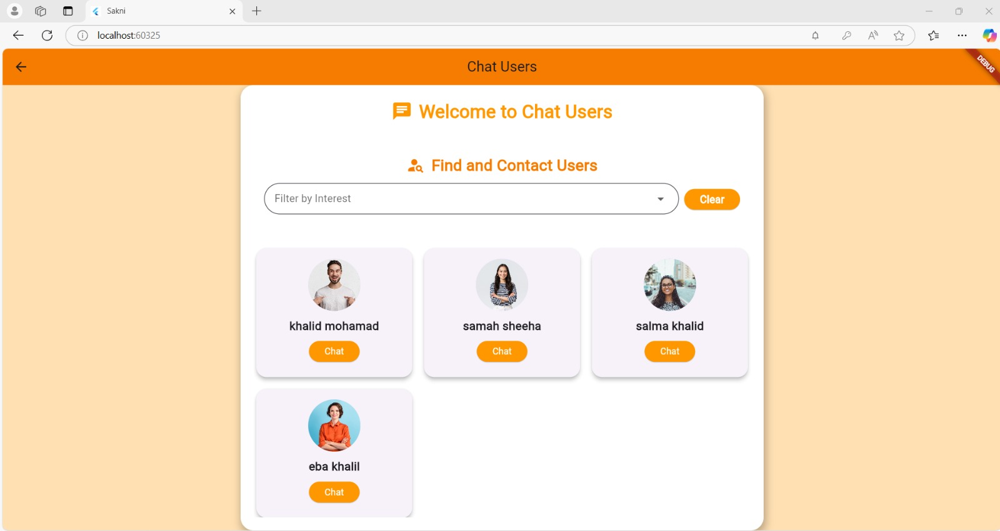 Sakni
localhost:60325
Chat Users
DEBUG
Welcome to Chat Users
Find and Contact Users
Filter by Interest
Clear
khalid mohamad
samah sheeha
salma khalid
Chat
Chat
Chat
eba khalil
Chat